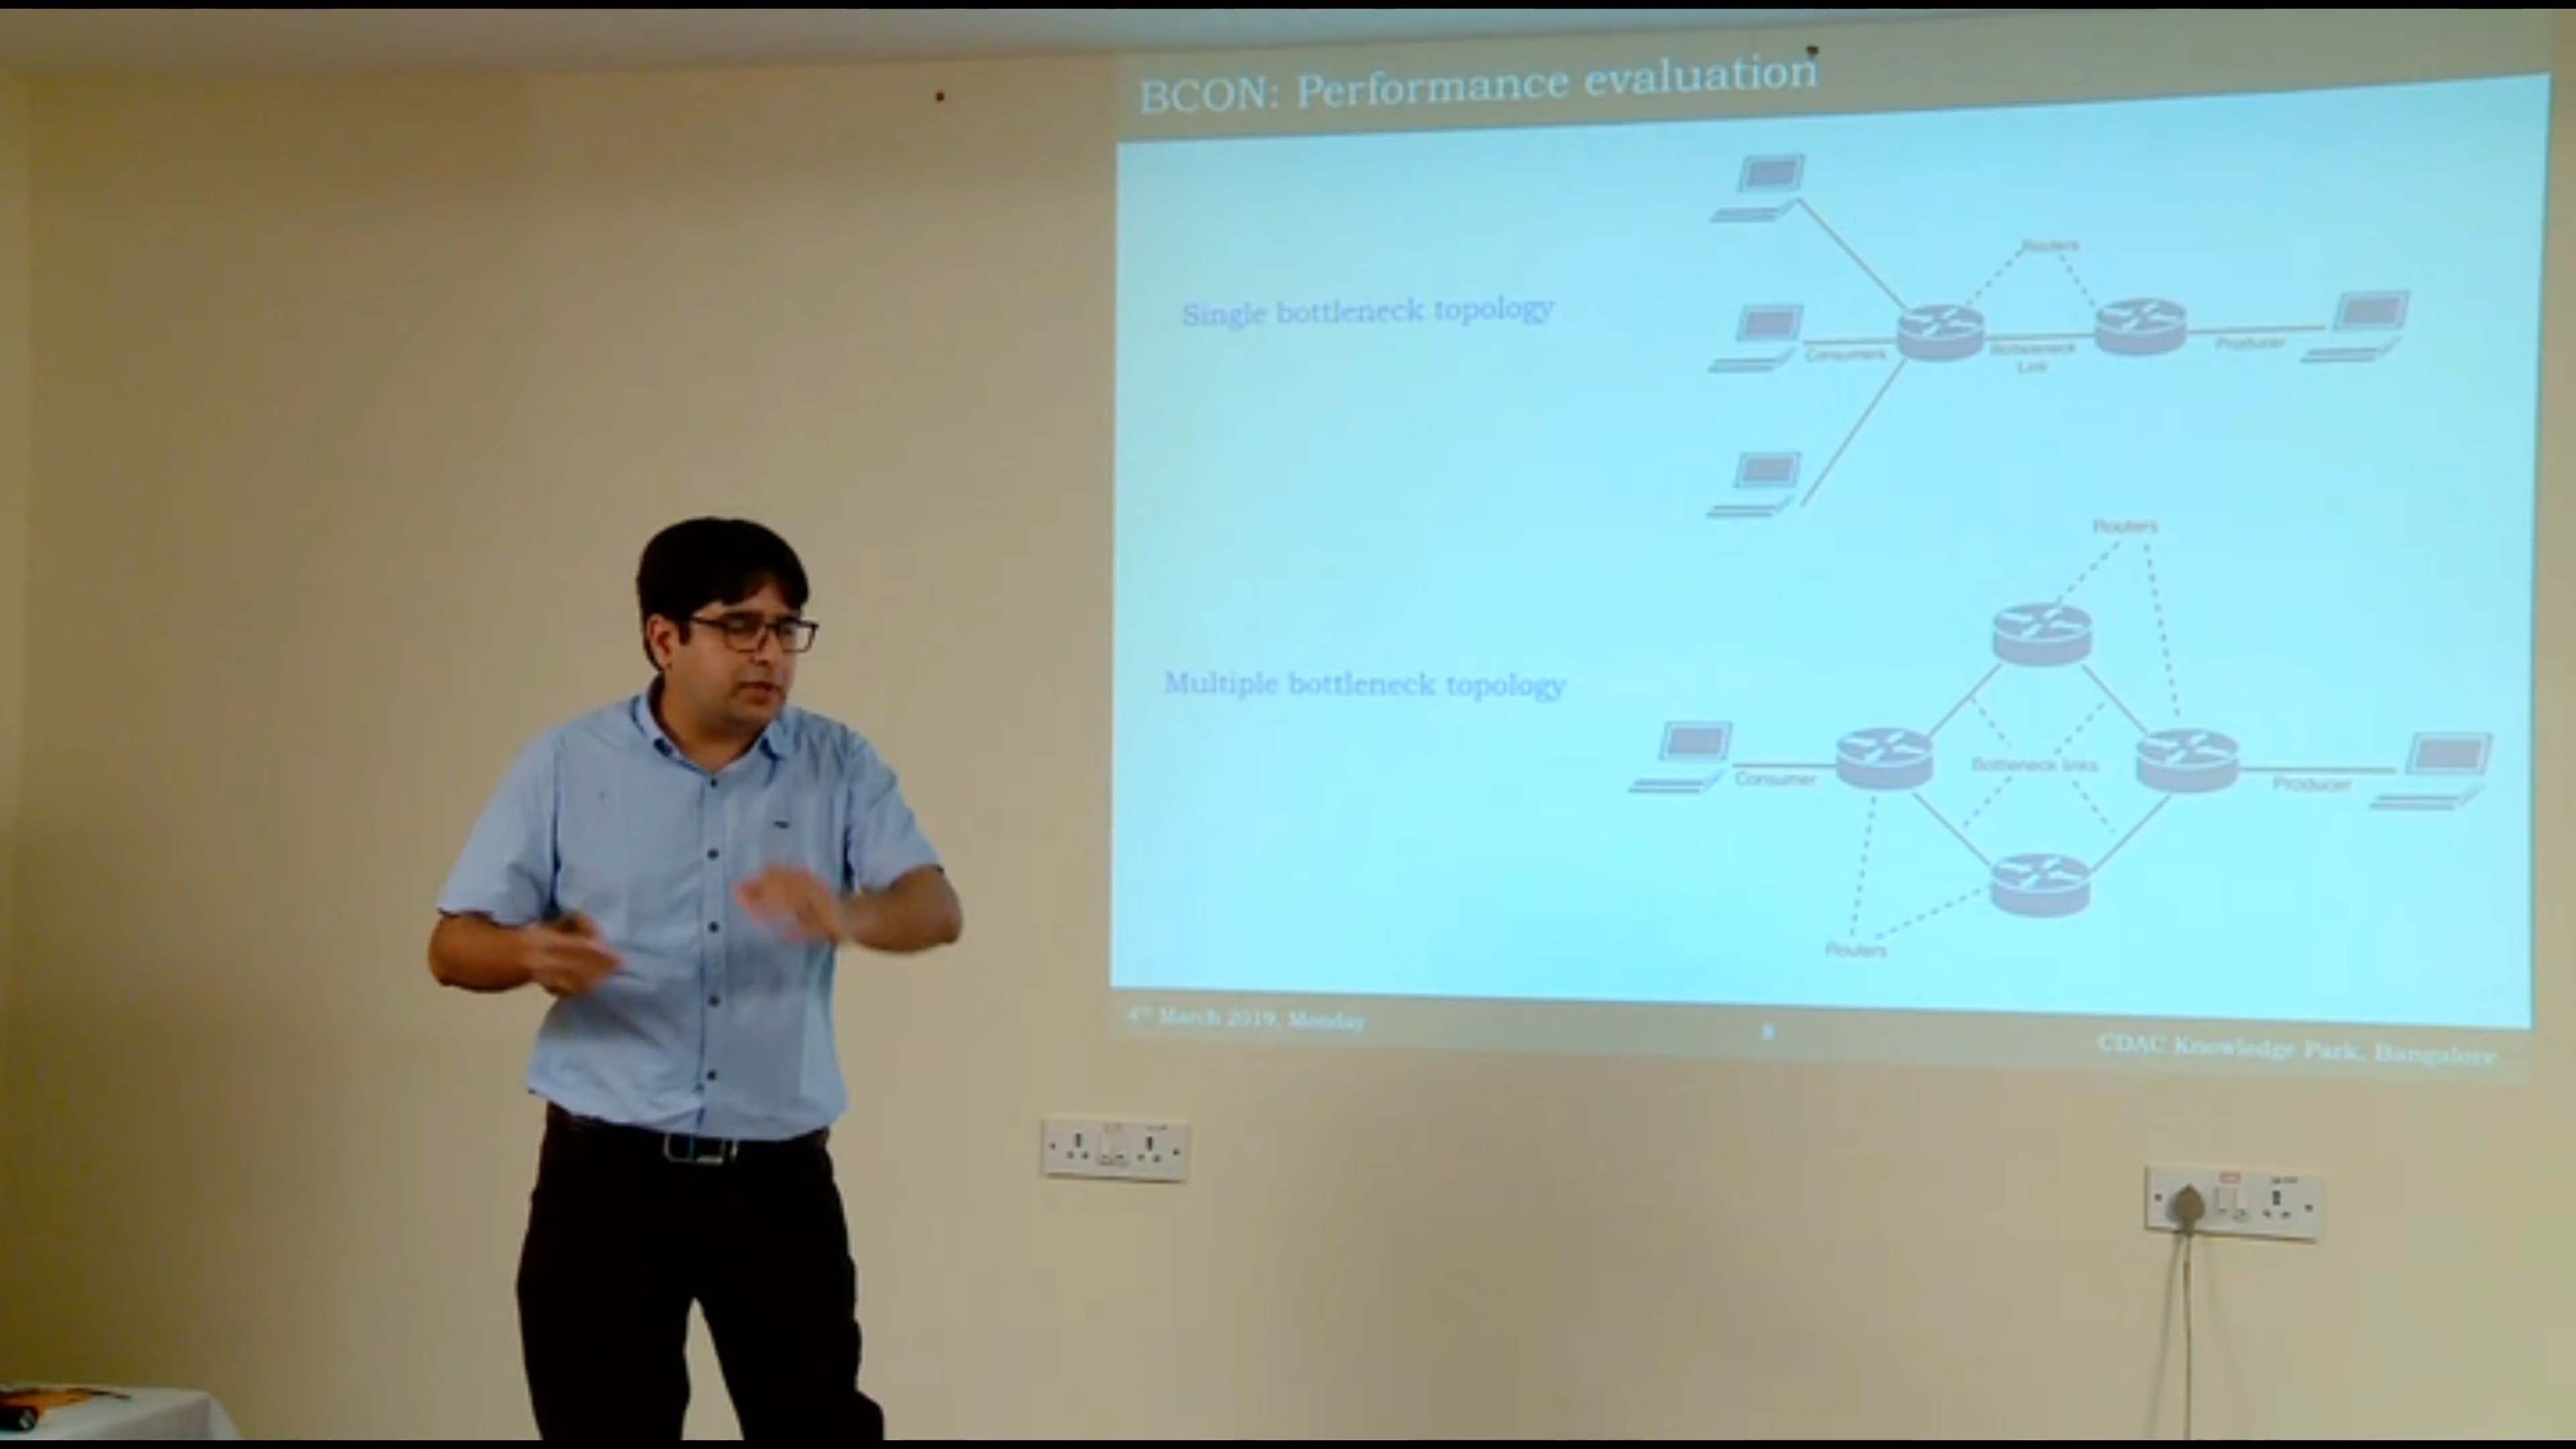 BCON: Performance evaluation
Routers
Single bottleneck topology
Consumers
Bottleneck
Link
Producer
Routers
Multiple bottleneck topology
Consumer
Bottleneck links
Producer
Routers
4th March 2019, Monday
8
CDAC Knowledge Park, Bangalore